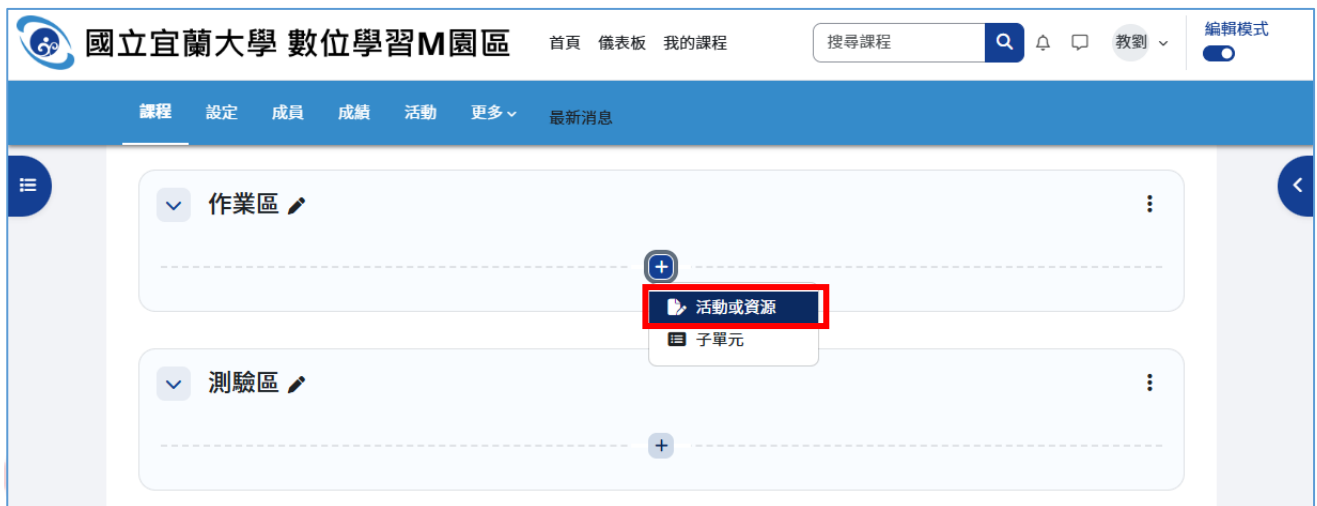 國立宜蘭大學 數位學習M園區 首頁 儀表板 我的課程 搜尋課程 教劉 編輯模式
課程 設定 成員 成績 活動 更多 最新消息
作業區
活動或資源
子單元
測驗區